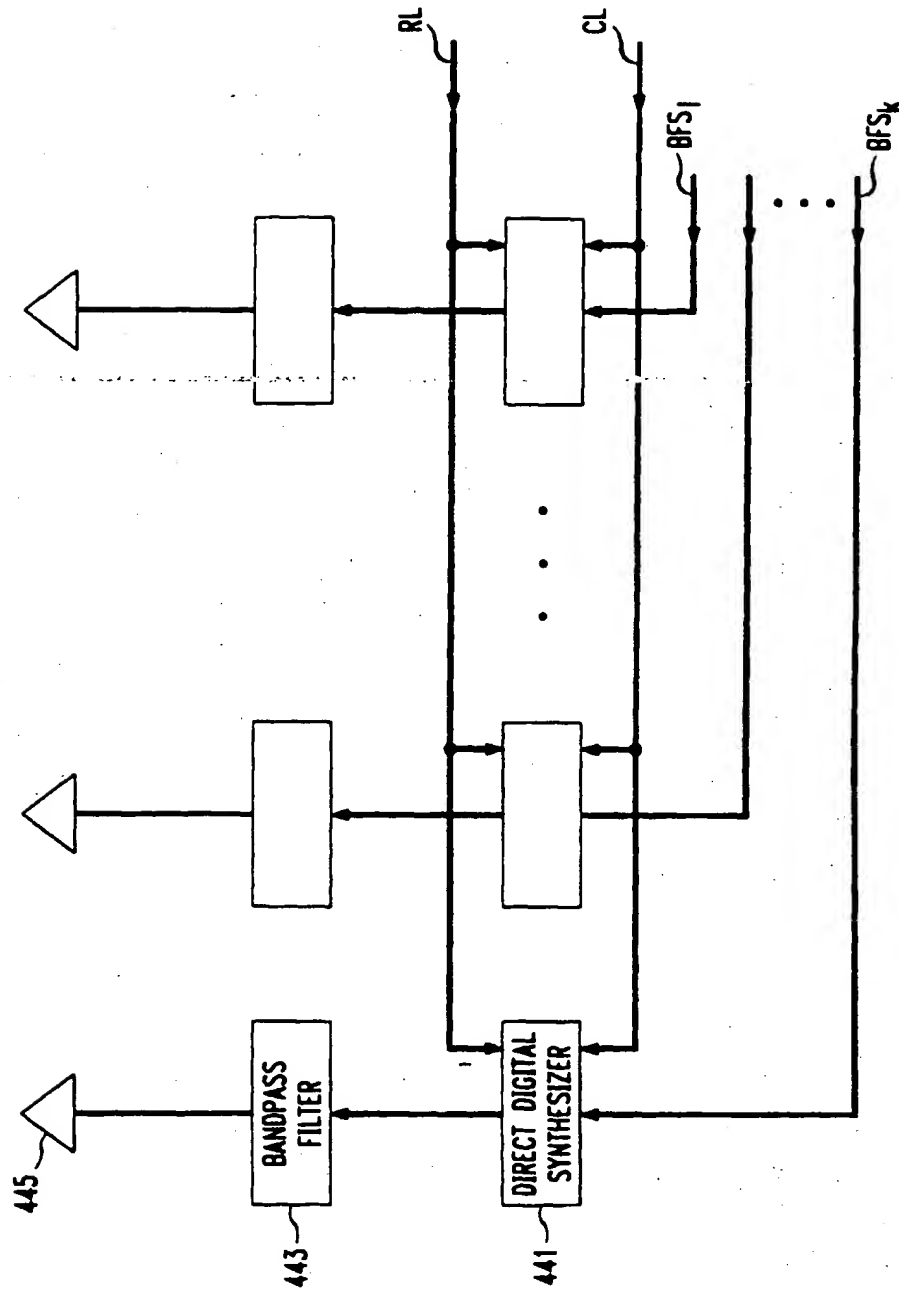 445
BANDPASS
FILTER
443
DIRECT DIGITAL
SYNTHESIZER
441
RL
CL
BFS1
BFSk